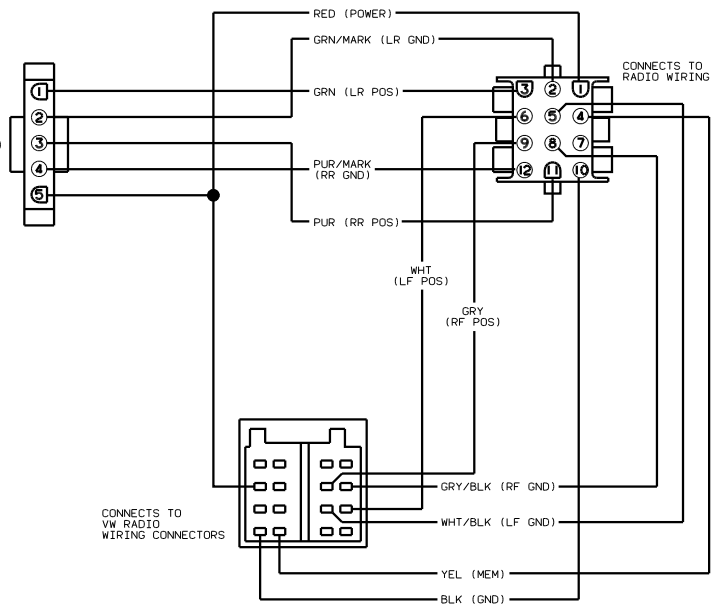 RED (POWER)
GRN/MARK (LR GND)
CONNECTS TO
RADIO WIRING
GRN (LR POS)
1
2
3
4
5
3 2 1
6 5 4
9 8 7
12 11 10
PUR/MARK
(RR GND)
PUR (RR POS)
WHT
(LF POS)
GRY
(RF POS)
GRY/BLK (RF GND)
CONNECTS TO
VW RADIO
WIRING CONNECTORS
WHT/BLK (LF GND)
YEL (MEM)
BLK (GND)